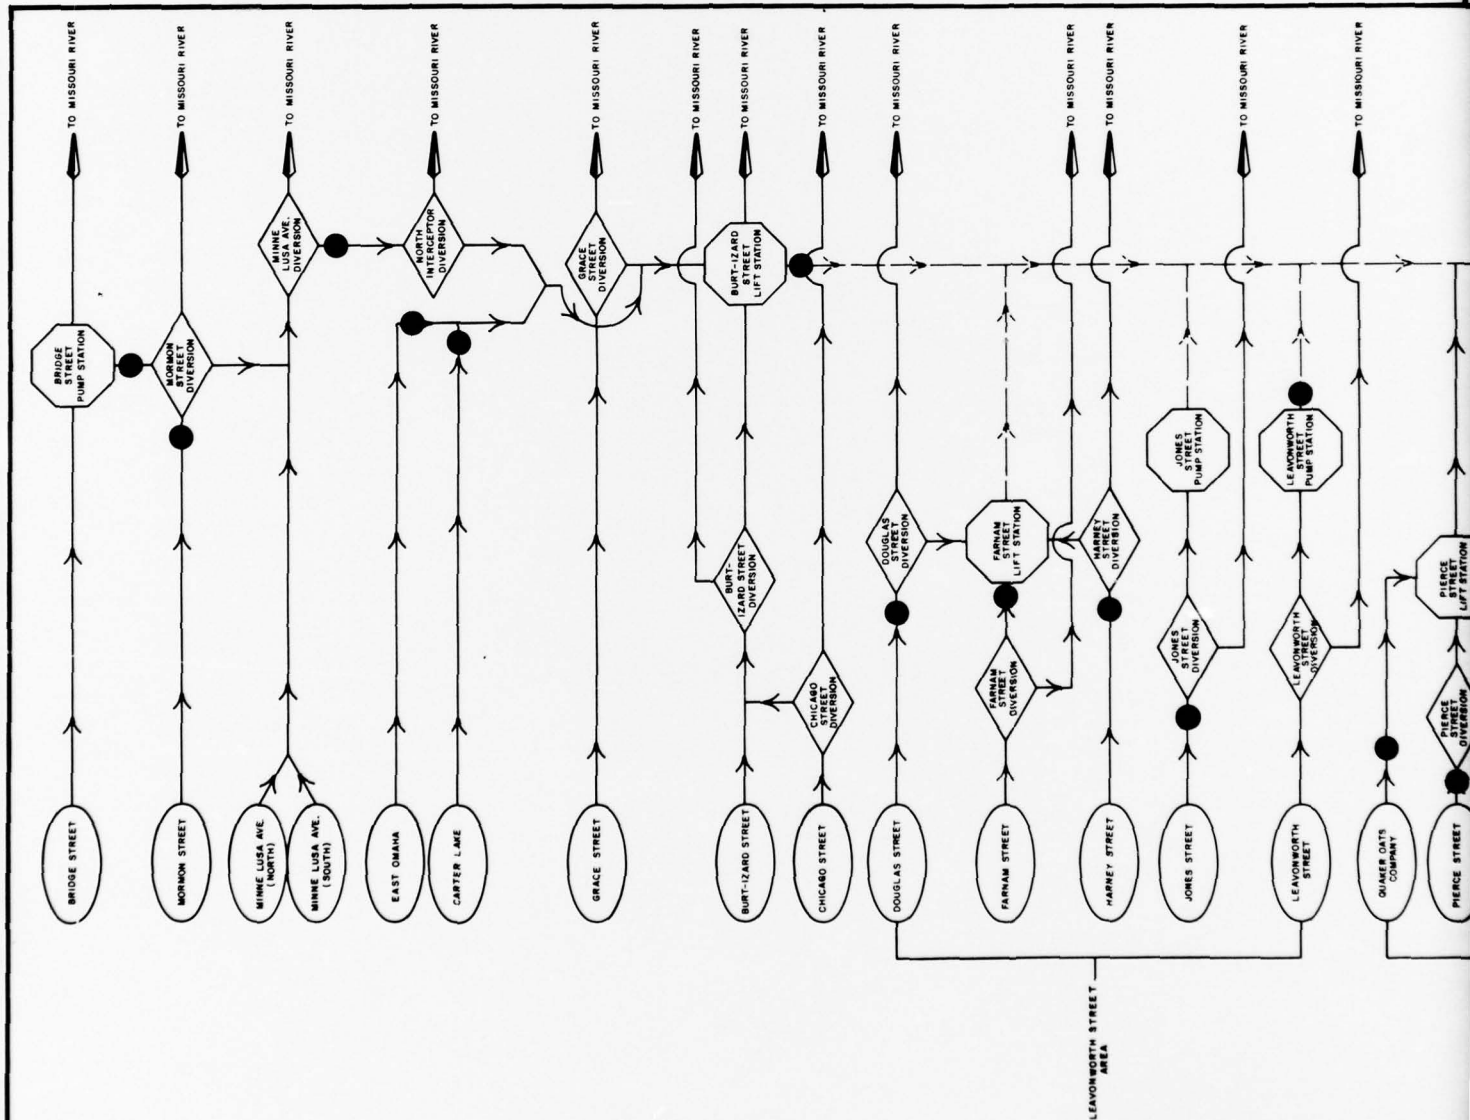 TO MISSOURI RIVER
TO MISSOURI RIVER
TO MISSOURI RIVER
TO MISSOURI RIVER
TO MISSOURI RIVER
TO MISSOURI RIVER
TO MISSOURI RIVER
TO MISSOURI RIVER
TO MISSOURI RIVER
TO MISSOURI RIVER
TO MISSOURI RIVER
TO MISSOURI RIVER
TO MISSOURI RIVER
BRIDGE
STREET
PUMP STATION
MORMON
STREET
DIVERSION
MINNE
LUSA AVE.
DIVERSION
NORTH
INTERCEPTOR
DIVERSION
GRACE
STREET
DIVERSION
BURT-IZARD
STREET
LIFT STATION
BURT-
IZARD STREET
DIVERSION
CHICAGO
STREET
DIVERSION
DOUGLAS
STREET
DIVERSION
FARNAM
STREET
LIFT STATION
FARNAM
STREET
DIVERSION
HARNEY
STREET
DIVERSION
JONES
STREET
PUMP STATION
JONES
STREET
DIVERSION
LEAVONWORTH
STREET
PUMP STATION
LEAVONWORTH
STREET
DIVERSION
PIERCE
STREET
LIFT STATION
PIERCE
STREET
DIVERSION
BRIDGE STREET
MORMON STREET
MINNE LUSA AVE.
(NORTH)
MINNE LUSA AVE.
(SOUTH)
EAST OMAHA
CARTER LAKE
GRACE STREET
BURT-IZARD STREET
CHICAGO STREET
DOUGLAS STREET
FARNAM STREET
HARNEY STREET
JONES STREET
LEAVONWORTH
STREET
QUAKER OATS
COMPANY
PIERCE STREET
LEAVONWORTH STREET
AREA